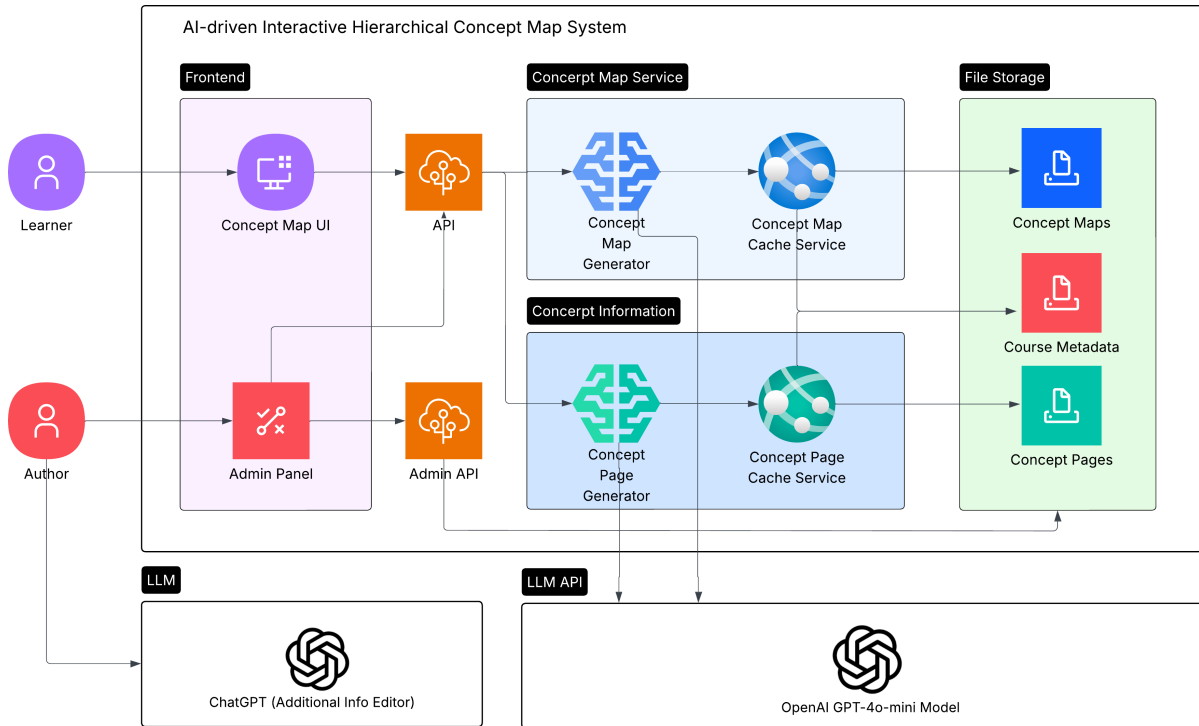 AI-driven Interactive Hierarchical Concept Map System
Frontend
Concerpt Map Service
File Storage
Learner
Concept Map UI
API
Concept
Map
Generator
Concept Map
Cache Service
Concept Maps
Concerpt Information
Course Metadata
Author
Admin Panel
Admin API
Concept
Page
Generator
Concept Page
Cache Service
Concept Pages
LLM
LLM API
ChatGPT (Additional Info Editor)
OpenAI GPT-4o-mini Model